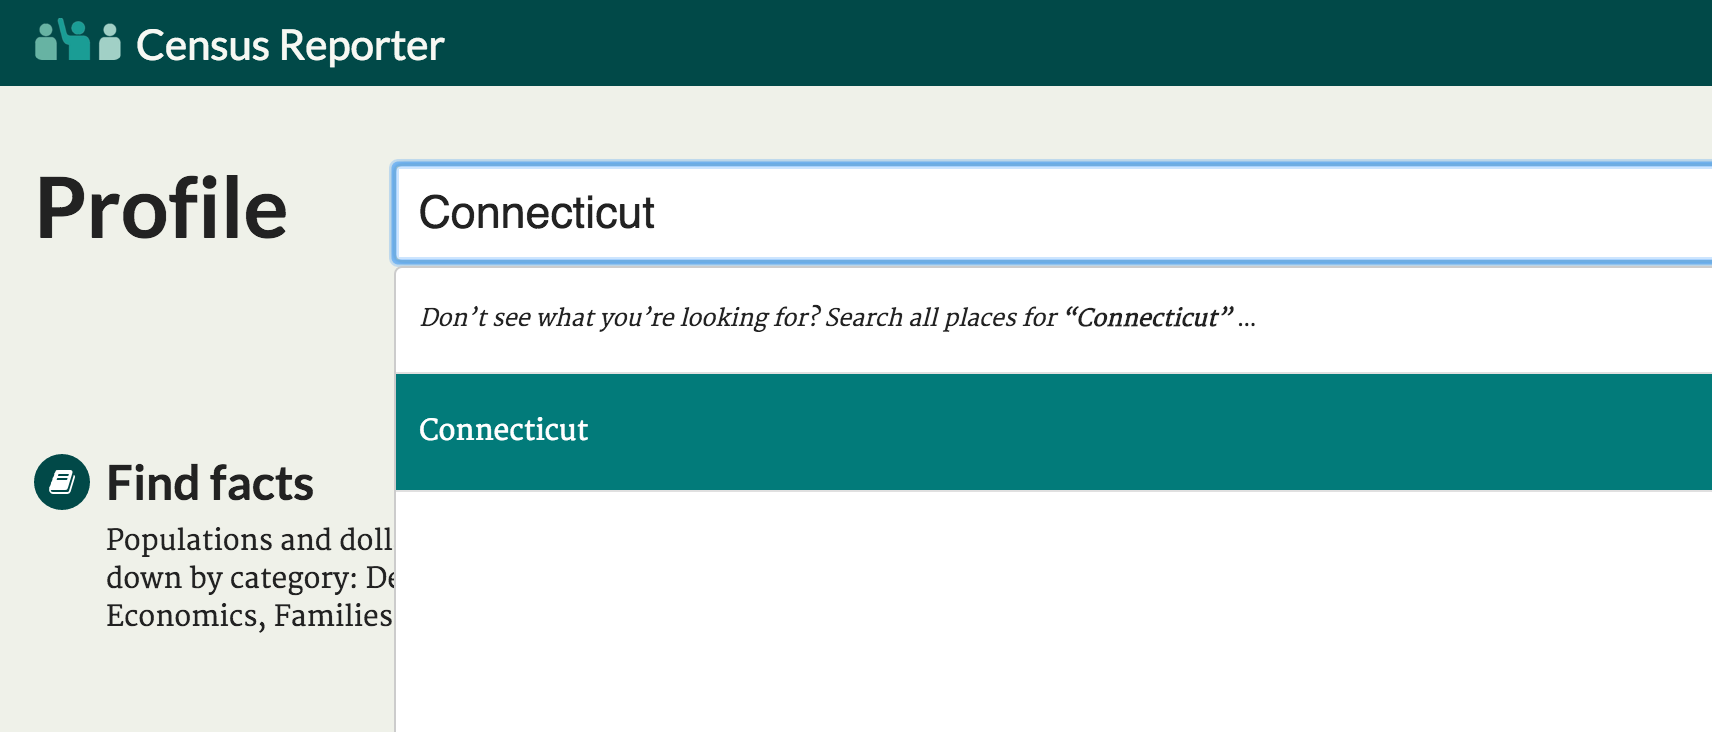 Census Reporter
Profile
Connecticut
Don’t see what you’re looking for? Search all places for “Connecticut” ...
Connecticut
Find facts
Populations and doll
down by category: De
Economics, Families